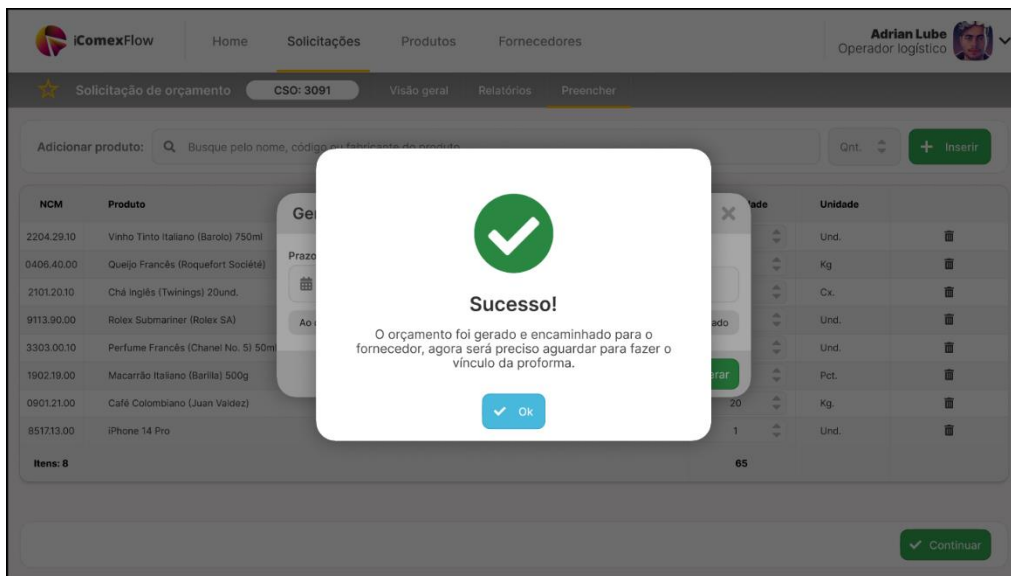 iComexFlow Home Solicitações Produtos Fornecedores Adrian Lube
Operador logístico
Solicitação de orçamento CSO: 3091 Visão geral Relatórios Preencher
Adicionar produto: Busque pelo nome, código ou fabricante do produto Qnt. + Inserir
NCM Produto Unidade
2204.29.10 Vinho Tinto Italiano (Barolo) 750ml Und.
0406.40.00 Queijo Francês (Roquefort Société) Kg
2101.20.10 Chá Inglês (Twinings) 20und. Cx.
9113.90.00 Rolex Submariner (Rolex SA) Und.
3303.00.10 Perfume Francês (Chanel No. 5) 50ml Und.
1902.19.00 Macarrão Italiano (Barilla) 500g Pct.
0901.21.00 Café Colombiano (Juan Valdez) 20 Kg.
8517.13.00 iPhone 14 Pro 1 Und.
Itens: 8 65
Prazo
Sucesso!
O orçamento foi gerado e encaminhado para o
fornecedor, agora será preciso aguardar para fazer o
vínculo da proforma.
Ok
Continuar